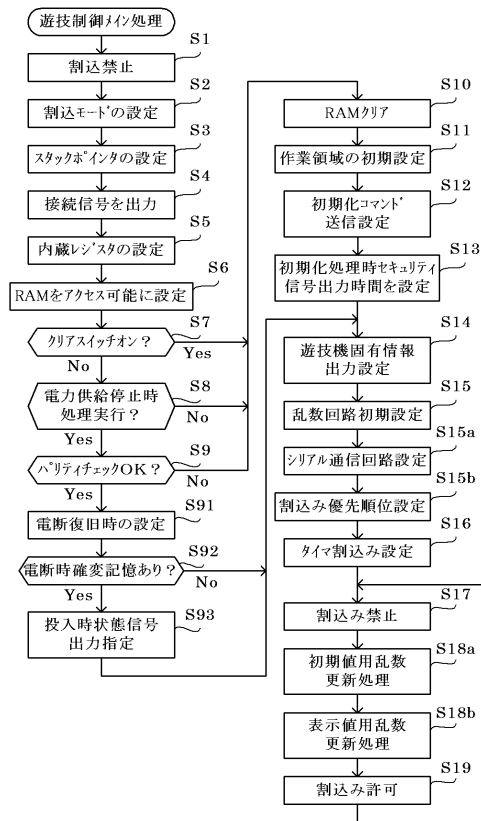 遊技制御メイン処理
S1
割込禁止
S2
割込モードの設定
S3
スタックポインタの設定
S4
接続信号を出力
S5
内蔵レジスタの設定
S6
RAMをアクセス可能に設定
S7
クリアスイッチオン?
Yes
No
S8
電力供給停止時
処理実行?
No
Yes
S9
パリティチェックOK?
No
Yes
S91
電断復旧時の設定
S92
電断時確変記憶あり?
No
Yes
S93
投入時状態信号
出力指定
S10
RAMクリア
S11
作業領域の初期設定
S12
初期化コマンド
送信設定
S13
初期化処理時セキュリティ
信号出力時間を設定
S14
遊技機固有情報
出力設定
S15
乱数回路初期設定
S15a
シリアル通信回路設定
S15b
割込み優先順位設定
S16
タイマ割込み設定
S17
割込み禁止
S18a
初期値用乱数
更新処理
S18b
表示値用乱数
更新処理
S19
割込み許可